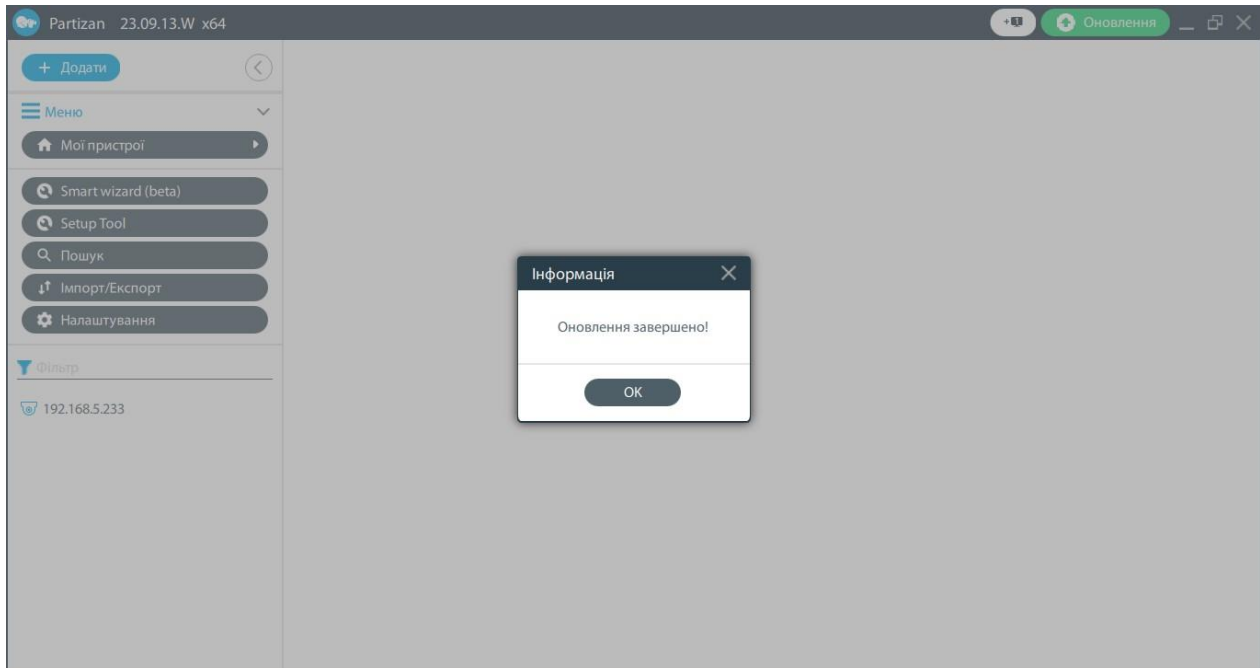 Partizan 23.09.13.W x64
Оновлення
+ Додати
Меню
Мої пристрої
Smart wizard (beta)
Setup Tool
Пошук
Імпорт/Експорт
Налаштування
Фільтр
192.168.5.233
Інформація
Оновлення завершено!
OK